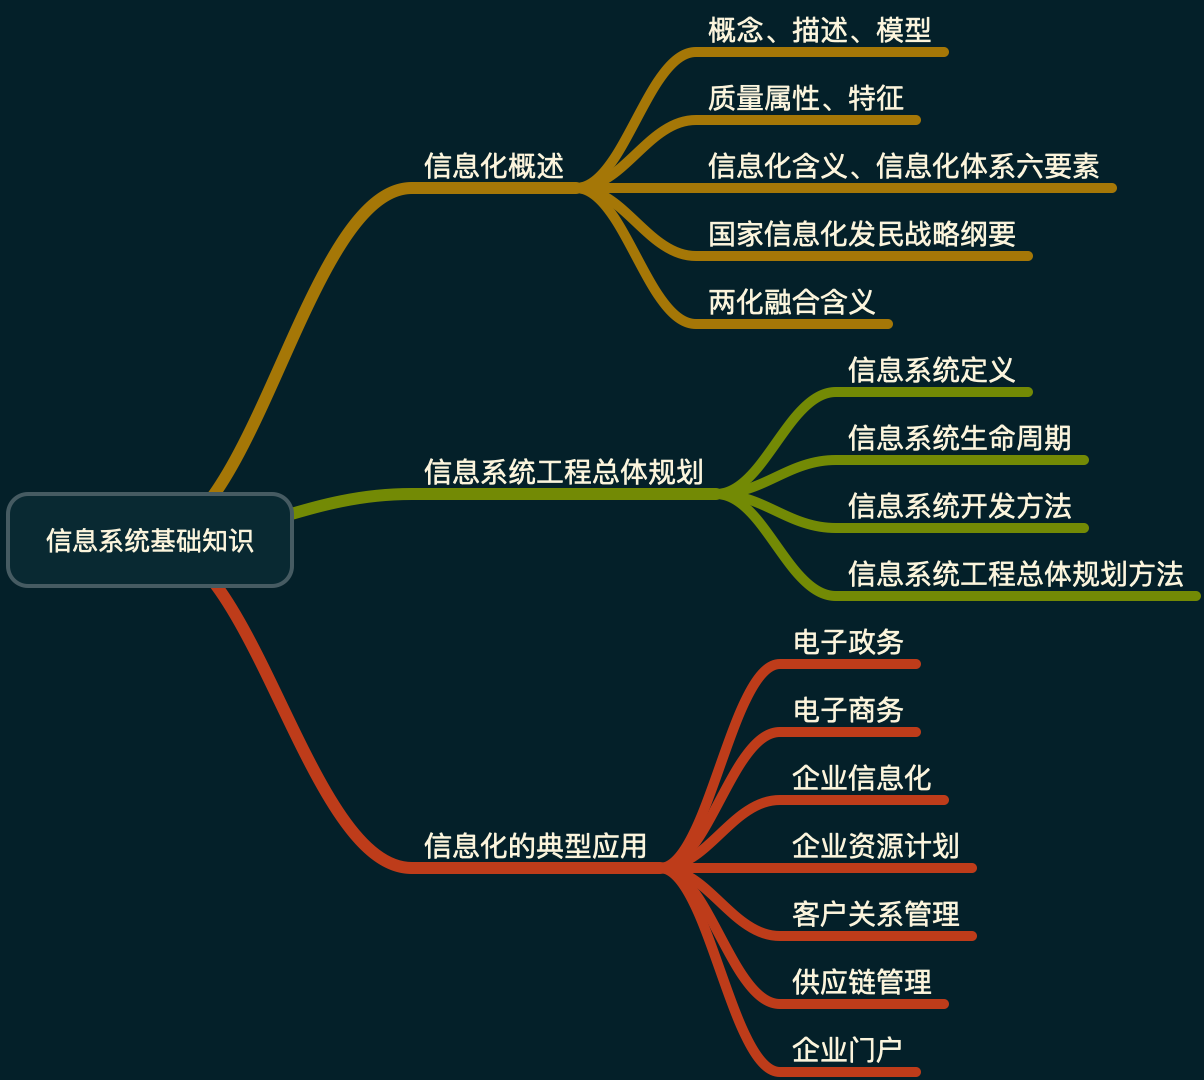 概念、描述、模型
质量属性、特征
信息化概述
信息化含义、信息化体系六要素
国家信息化发民战略纲要
两化融合含义
信息系统定义
信息系统生命周期
信息系统工程总体规划
信息系统开发方法
信息系统基础知识
信息系统工程总体规划方法
电子政务
电子商务
企业信息化
信息化的典型应用
企业资源计划
客户关系管理
供应链管理
企业门户